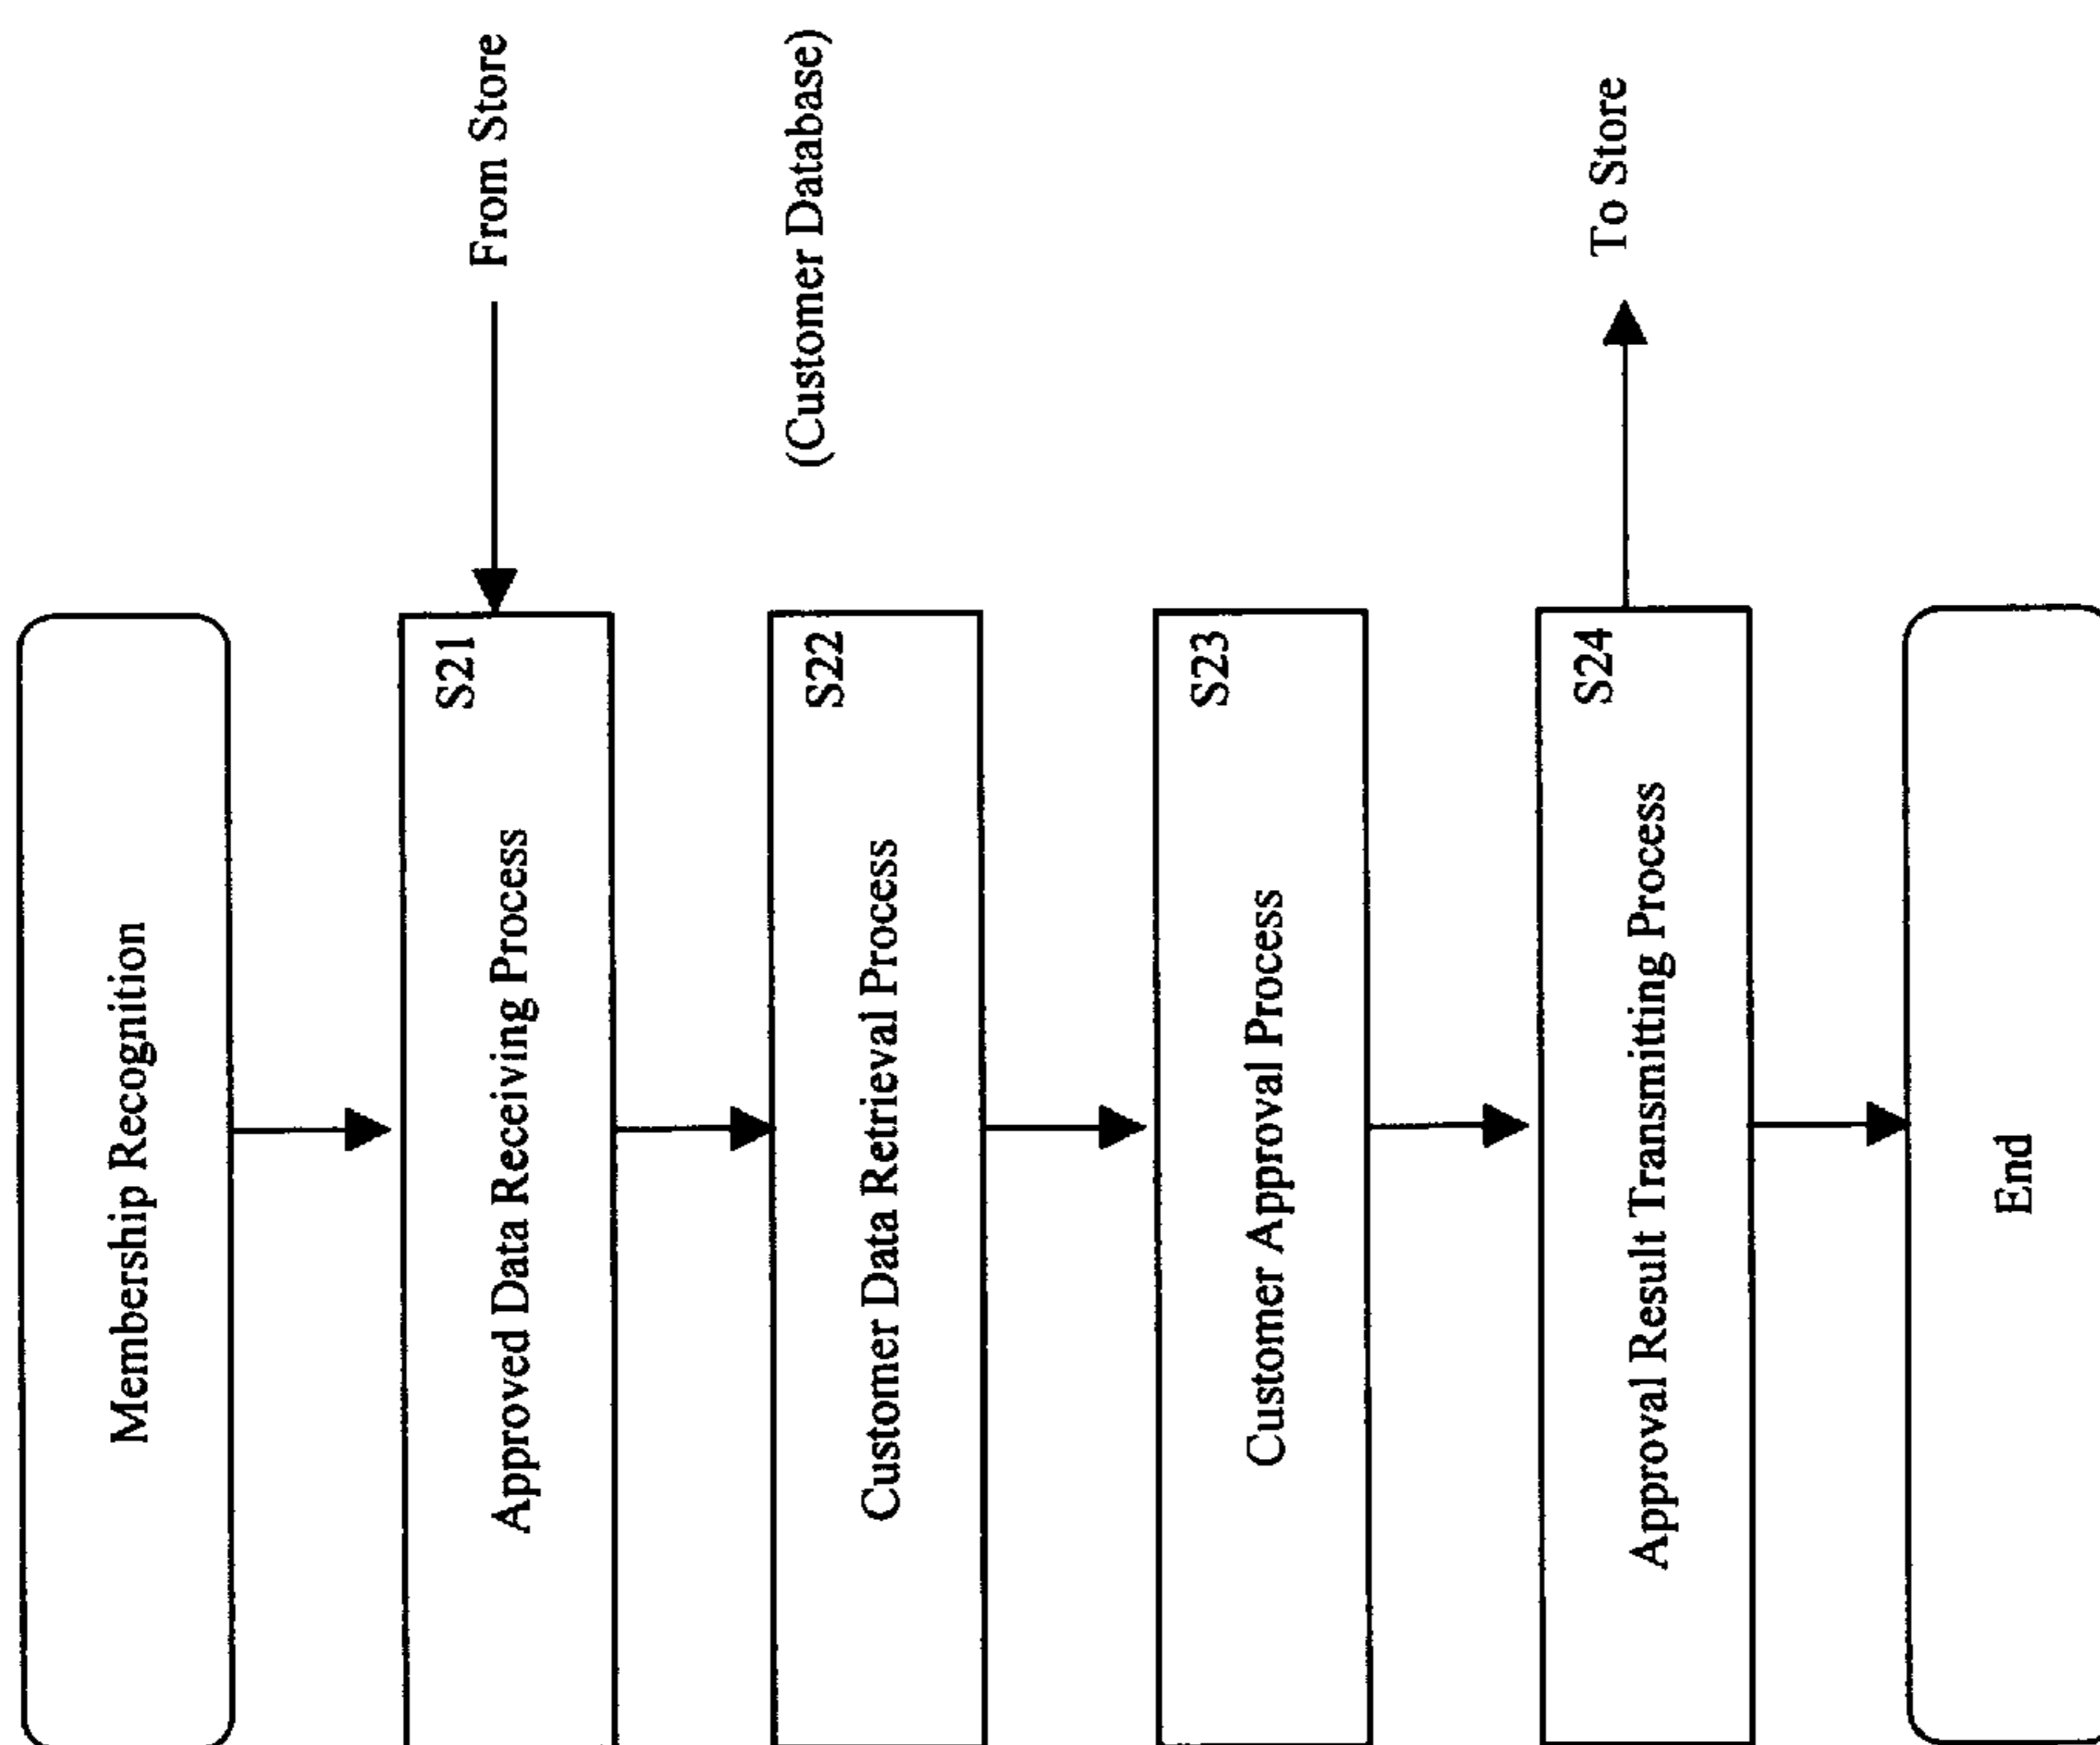 Membership Recognition
S21
Approved Data Receiving Process
From Store
S22
Customer Data Retrieval Process
(Customer Database)
S23
Customer Approval Process
S24
Approval Result Transmitting Process
To Store
End